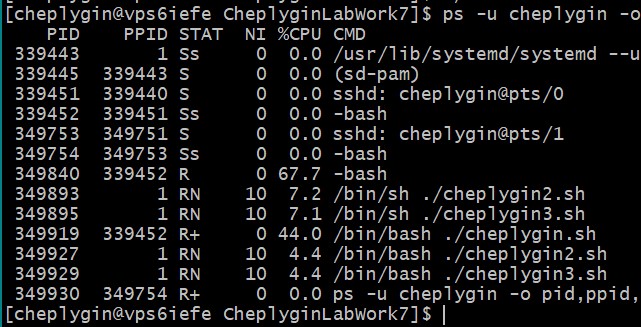 [cheplygin@vps6iefe CheplyginLabWork7]$ ps -u cheplygin -o
PID PPID STAT NI %CPU CMD
339443 1 Ss 0 0.0 /usr/lib/systemd/systemd --u
339445 339443 S 0 0.0 (sd-pam)
339451 339440 S 0 0.0 sshd: cheplygin@pts/0
339452 339451 Ss 0 0.0 -bash
349753 349751 S 0 0.0 sshd: cheplygin@pts/1
349754 349753 Ss 0 0.0 -bash
349840 339452 R 0 67.7 -bash
349893 1 RN 10 7.2 /bin/sh ./cheplygin2.sh
349895 1 RN 10 7.1 /bin/sh ./cheplygin3.sh
349919 339452 R+ 0 44.0 /bin/bash ./cheplygin.sh
349927 1 RN 10 4.4 /bin/bash ./cheplygin2.sh
349929 1 RN 10 4.4 /bin/bash ./cheplygin3.sh
349930 349754 R+ 0 0.0 ps -u cheplygin -o pid,ppid,
[cheplygin@vps6iefe CheplyginLabWork7]$